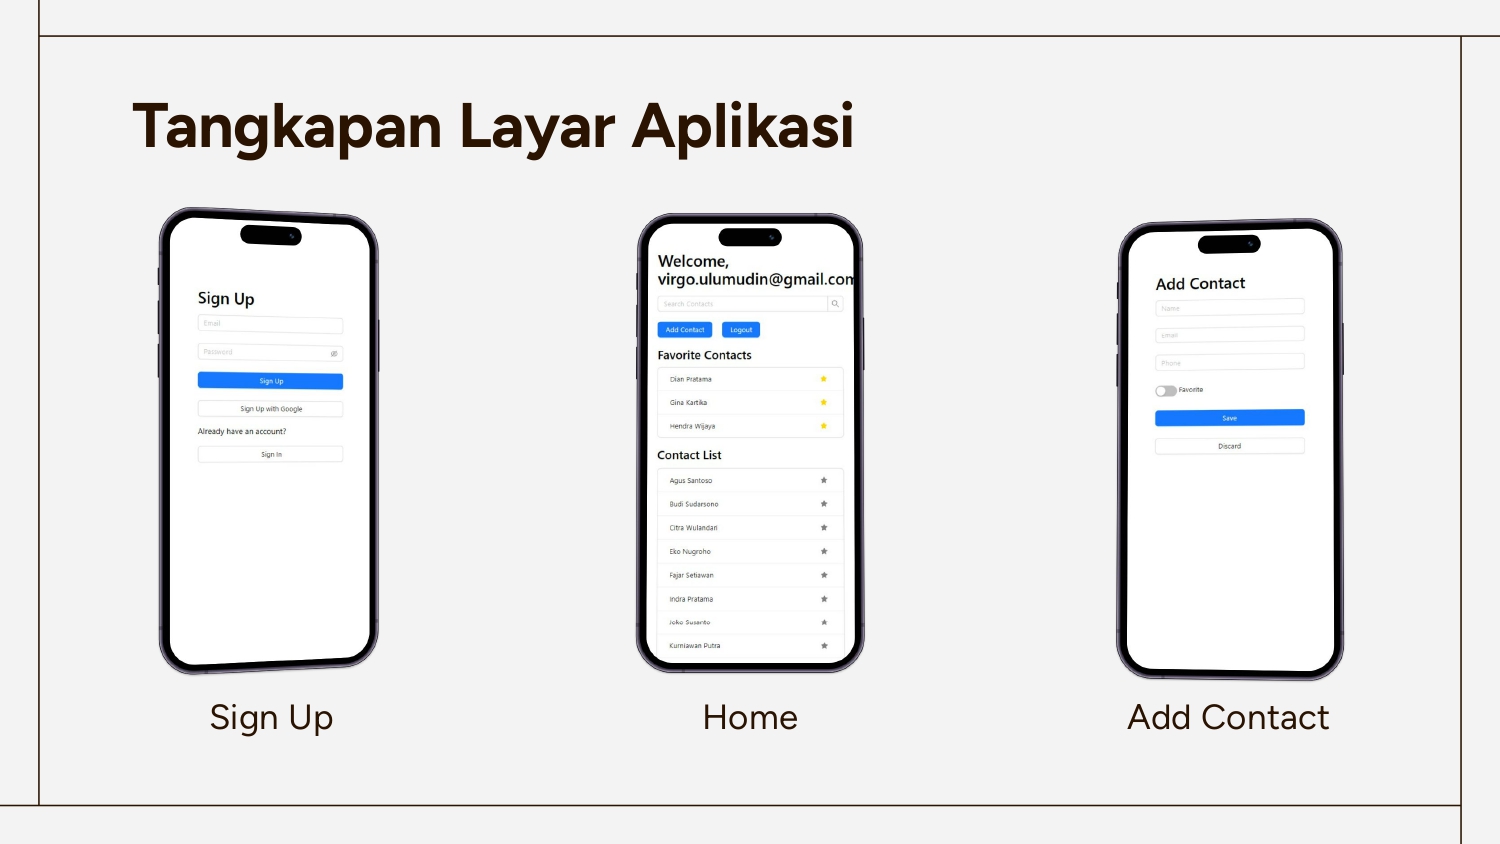 Tangkapan Layar Aplikasi
Sign Up
Email
Password
Sign Up
Sign Up with Google
Already have an account?
Sign In
Sign Up
Welcome,
virgo.ulumudin@gmail.com
Search Contacts
Add Contact
Logout
Favorite Contacts
Dian Pratama
Gina Kartika
Hendra Wijaya
Contact List
Agus Santoso
Budi Sudarsono
Citra Wulandari
Eko Nugroho
Fajar Setiawan
Indra Pratama
Joko Susanto
Kurniawan Putra
Home
Add Contact
Name
Email
Phone
Favorite
Save
Discard
Add Contact